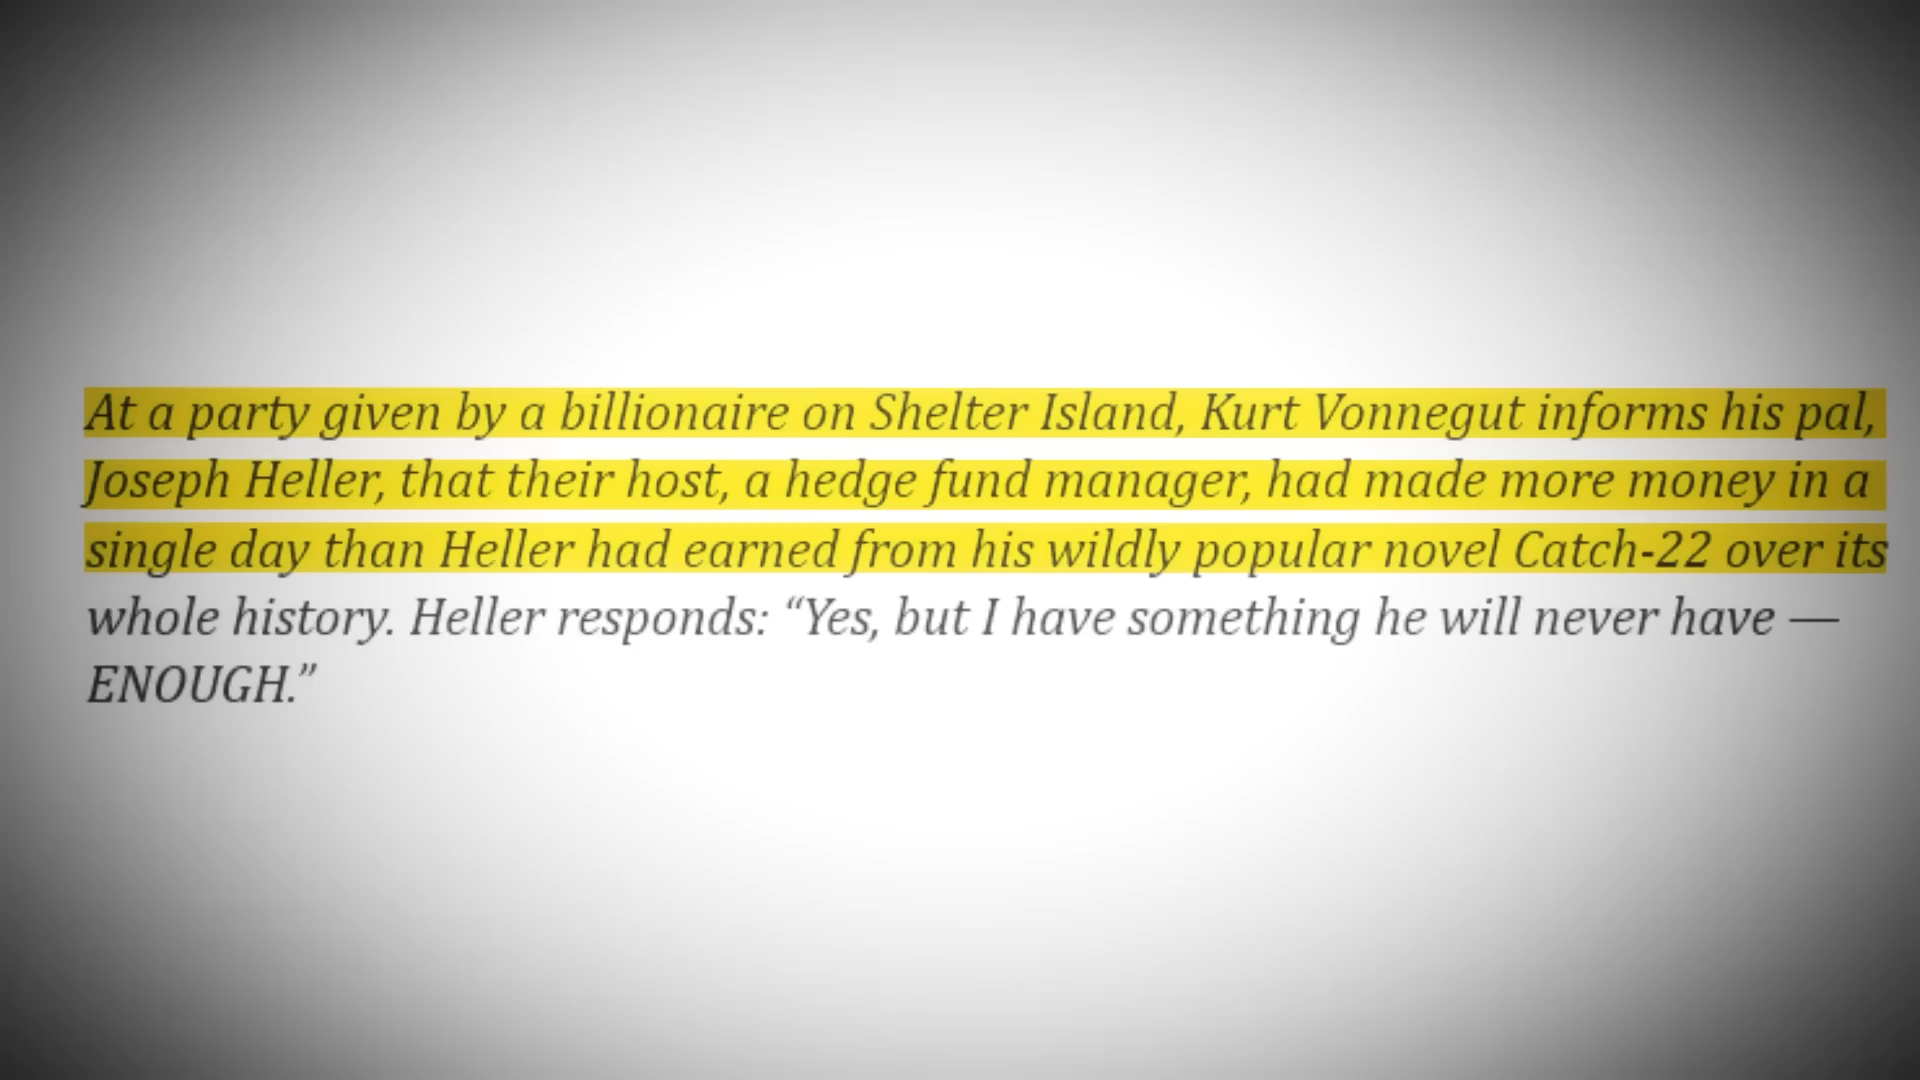 At a party given by a billionaire on Shelter Island, Kurt Vonnegut informs his pal,
Joseph Heller, that their host, a hedge fund manager, had made more money in a
single day than Heller had earned from his wildly popular novel Catch-22 over its
whole history. Heller responds: “Yes, but I have something he will never have —
ENOUGH.”